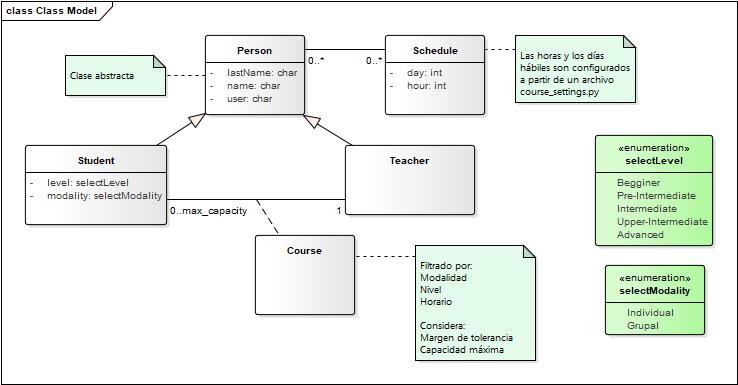 class Class Model
Person
- lastName: char
- name: char
- user: char
Clase abstracta
0..*
0..*
Schedule
- day: int
- hour: int
Las horas y los días
hábiles son configurados
a partir de un archivo
course_settings.py
Student
- level: selectLevel
- modality: selectModality
Teacher
0..max_capacity
1
Course
Filtrado por:
Modalidad
Nivel
Horario
Considera:
Margen de tolerancia
Capacidad máxima
«enumeration»
selectLevel
Begginer
Pre-Intermediate
Intermediate
Upper-Intermediate
Advanced
«enumeration»
selectModality
Individual
Grupal